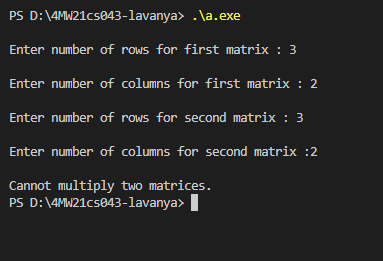 PS D:\4MW21cs043-lavanya> .\a.exe
Enter number of rows for first matrix : 3
Enter number of columns for first matrix : 2
Enter number of rows for second matrix : 3
Enter number of columns for second matrix :2
Cannot multiply two matrices.
PS D:\4MW21cs043-lavanya>